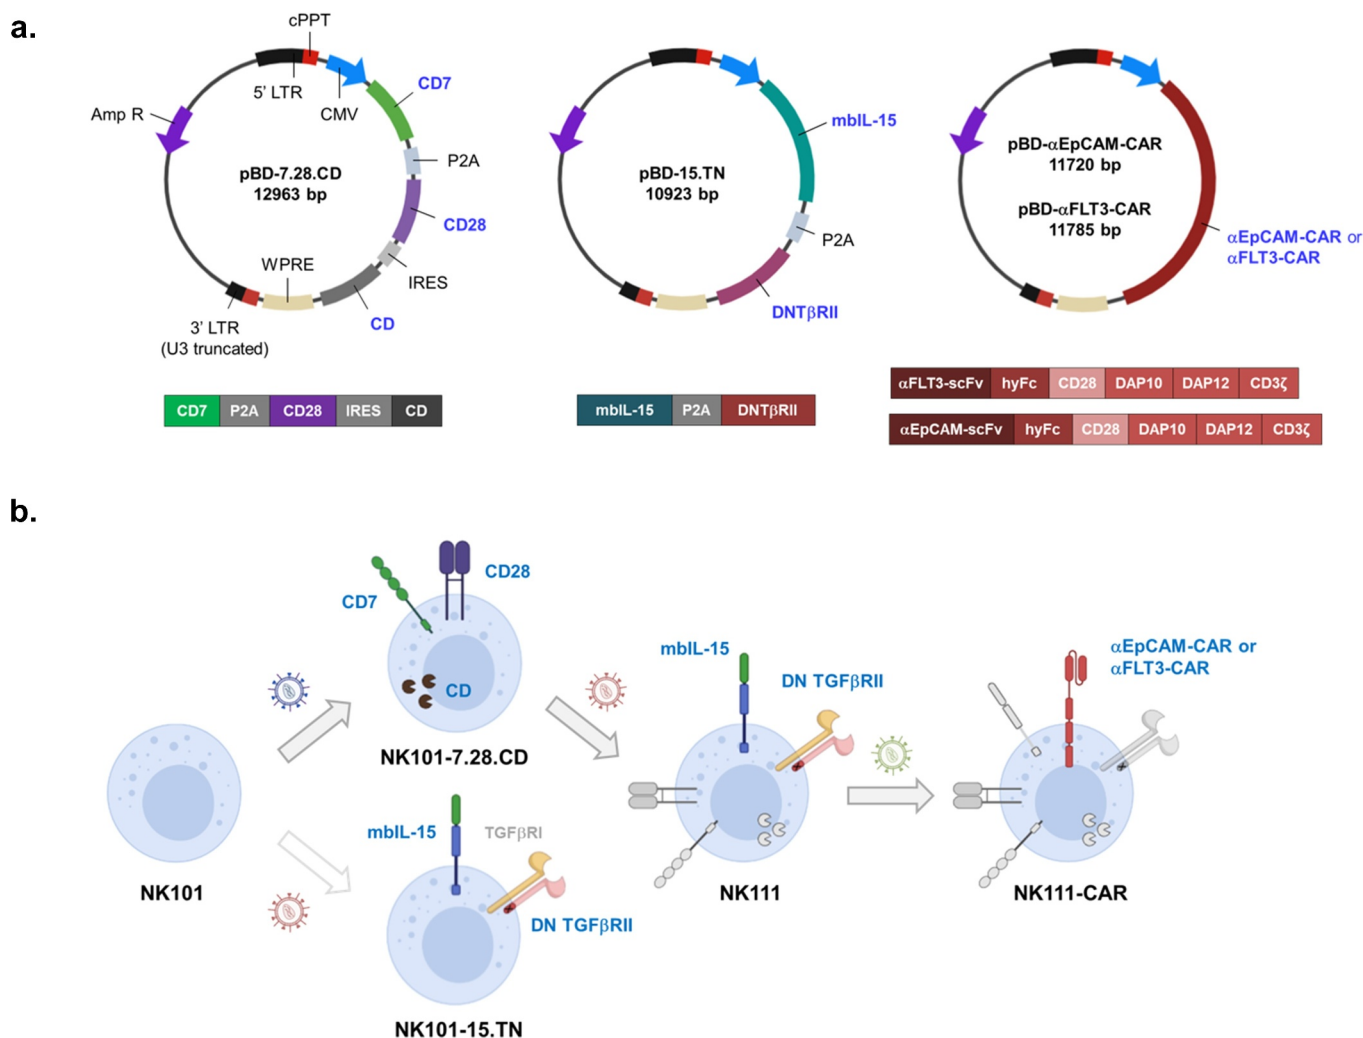 a.
cPPT
5' LTR
CMV
CD7
Amp R
P2A
pBD-7.28.CD
12963 bp
CD28
WPRE
IRES
CD
3' LTR
(U3 truncated)
CD7 P2A CD28 IRES CD
mbIL-15
pBD-15.TN
10923 bp
P2A
DNTβRII
mbIL-15 P2A DNTβRII
pBD-αEpCAM-CAR
11720 bp
pBD-αFLT3-CAR
11785 bp
αEpCAM-CAR or
αFLT3-CAR
αFLT3-scFv hyFc CD28 DAP10 DAP12 CD3ζ
αEpCAM-scFv hyFc CD28 DAP10 DAP12 CD3ζ
b.
CD28
CD7
CD
NK101-7.28.CD
NK101
mbIL-15
TGFβRI
DN TGFβRII
NK101-15.TN
mbIL-15
DN TGFβRII
NK111
αEpCAM-CAR or
αFLT3-CAR
NK111-CAR